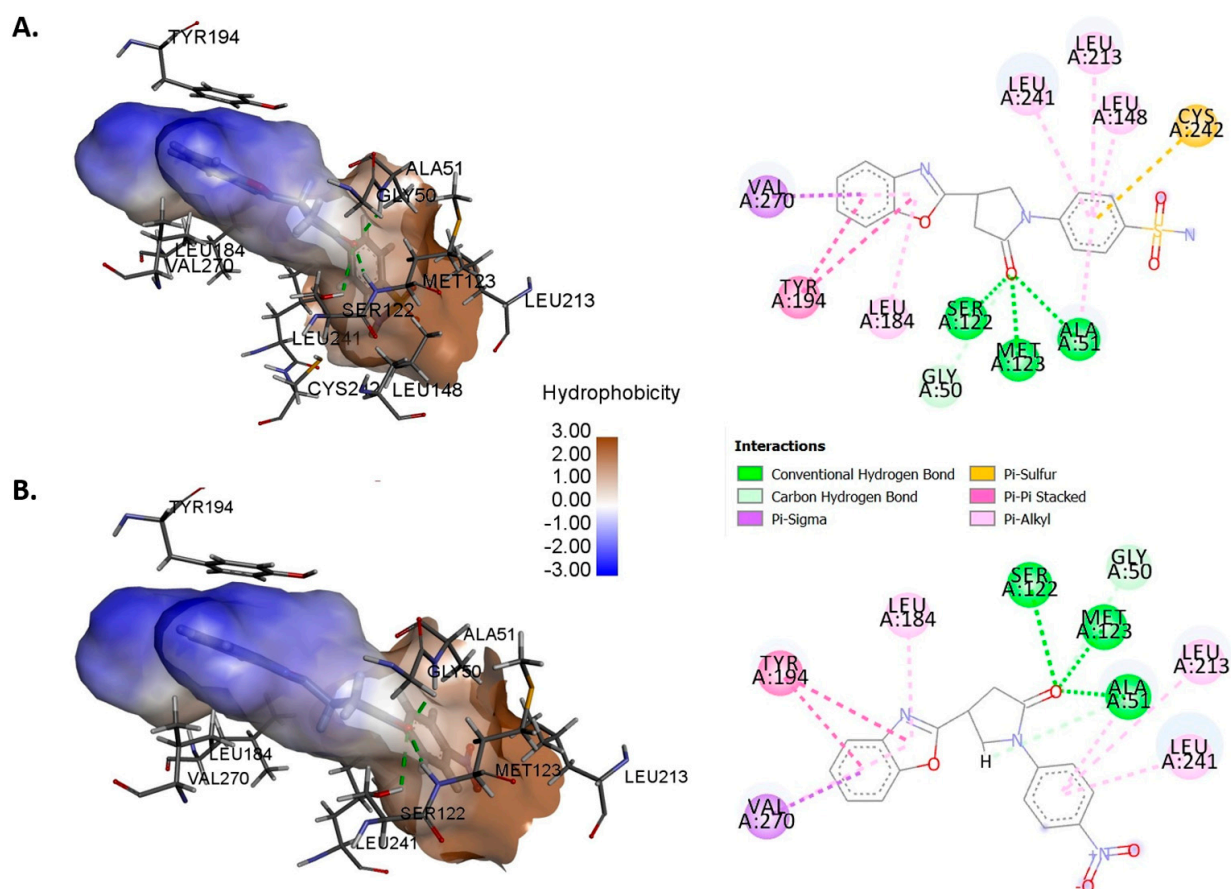 A.
TYR194
ALA51
GLY50
LEU184
VAL270
MET123
LEU213
SER122
LEU241
CYS242
LEU148
LEU
A:213
LEU
A:241
LEU
A:148
CYS
A:242
VAL
A:270
N
O
N
O
TYR
A:194
LEU
A:184
SER
A:122
MET
A:123
ALA
A:51
GLY
A:50
O
S
N
O
Hydrophobicity
3.00
2.00
1.00
0.00
-1.00
-2.00
-3.00
Interactions
Conventional Hydrogen Bond
Carbon Hydrogen Bond
Pi-Sigma
Pi-Sulfur
Pi-Pi Stacked
Pi-Alkyl
B.
TYR194
ALA51
GLY50
LEU184
VAL270
MET123
LEU213
SER122
LEU241
SER
A:122
GLY
A:50
MET
A:123
LEU
A:184
TYR
A:194
LEU
A:213
ALA
A:51
LEU
A:241
VAL
A:270
N
O
O
H
N
N+
O
-O